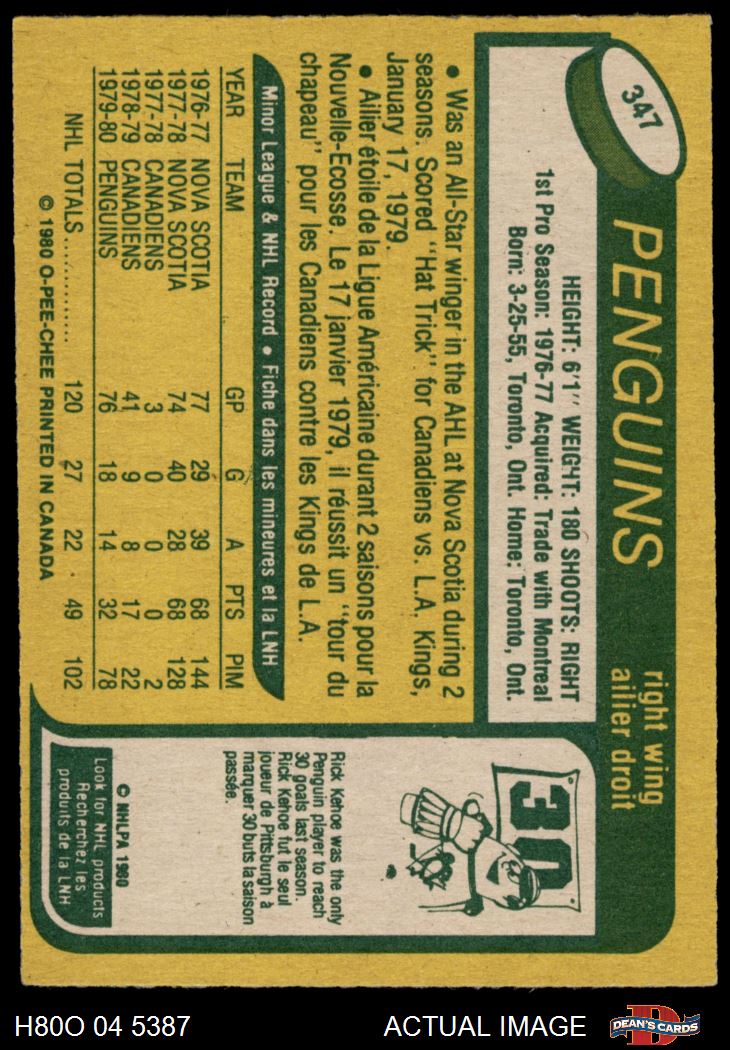 347
PENGUINS
right wing
ailier droit
HEIGHT: 6'1" WEIGHT: 180 SHOOTS: RIGHT
1st Pro Season: 1976-77 Acquired: Trade with Montreal
Born: 3-25-55, Toronto, Ont. Home: Toronto, Ont.
• Was an All-Star winger in the AHL at Nova Scotia during 2
seasons. Scored "Hat Trick" for Canadiens vs. L.A. Kings,
January 17, 1979.
• Ailier étoile de la Ligue Américaine durant 2 saisons pour la
Nouvelle-Ecosse. Le 17 janvier 1979, il réussit un "tour du
chapeau" pour les Canadiens contre les Kings de L.A.
Minor League & NHL Record • Fiche dans les mineures et la LNH
YEAR TEAM GP G A PTS PIM
1976-77 NOVA SCOTIA 77 29 39 68 144
1977-78 NOVA SCOTIA 74 40 28 68 128
1977-78 CANADIENS 3 0 0 0 2
1978-79 CANADIENS 41 9 8 17 22
1979-80 PENGUINS 76 18 14 32 78
NHL TOTALS ............. 120 27 22 49 102
© 1980 O-PEE-CHEE PRINTED IN CANADA
30
Rick Kehoe was the only
Penguin player to reach
30 goals last season.
Rick Kehoe fut le seul
joueur de Pittsburgh à
marquer 30 buts la saison
passée.
© NHLPA 1980
Look for NHL products
Recherchez les
produits de la LNH
H80O 04 5387
ACTUAL IMAGE
D
DEAN'S CARDS